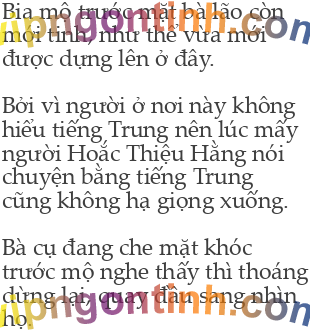 Bia mộ trước mặt bà lão còn
mới tinh, như thể vừa mới
được dựng lên ở đây.
Bởi vì người ở nơi này không
hiểu tiếng Trung nên lúc mấy
người Hoắc Thiệu Hằng nói
chuyện bằng tiếng Trung
cũng không hạ giọng xuống.
Bà cụ đang che mặt khóc
trước mộ nghe thấy thì thoáng
dừng lại, quay đầu sang nhìn
họ.